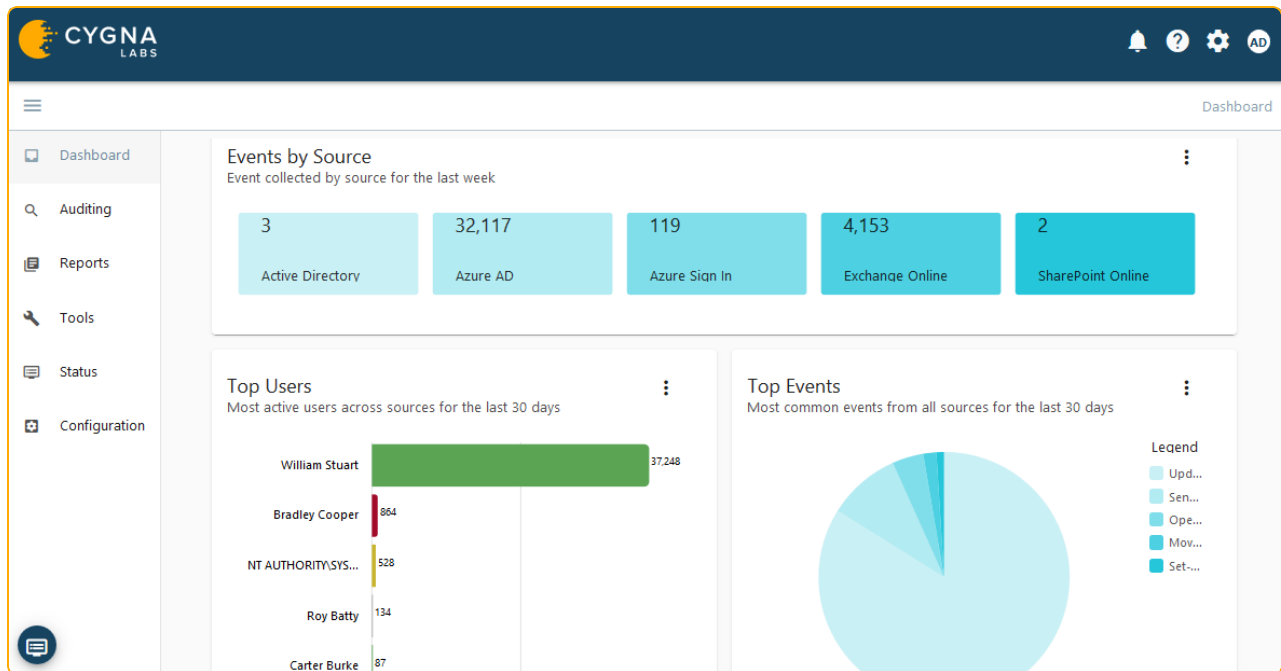 CYGNA
LABS
AD
Dashboard
Dashboard
Auditing
Reports
Tools
Status
Configuration
Events by Source
Event collected by source for the last week
3
Active Directory
32,117
Azure AD
119
Azure Sign In
4,153
Exchange Online
2
SharePoint Online
Top Users
Most active users across sources for the last 30 days
William Stuart
37,248
Bradley Cooper
864
NT AUTHORITY\SYS...
528
Roy Batty
134
Carter Burke
87
Top Events
Most common events from all sources for the last 30 days
Legend
Upd...
Sen...
Ope...
Mov...
Set-...